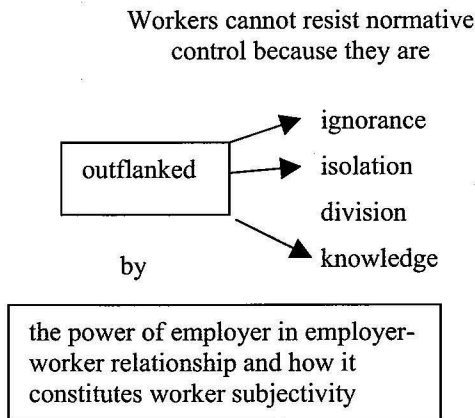 Workers cannot resist normative
control because they are
ignorance
outflanked
isolation
division
knowledge
by
the power of employer in employer-
worker relationship and how it
constitutes worker subjectivity